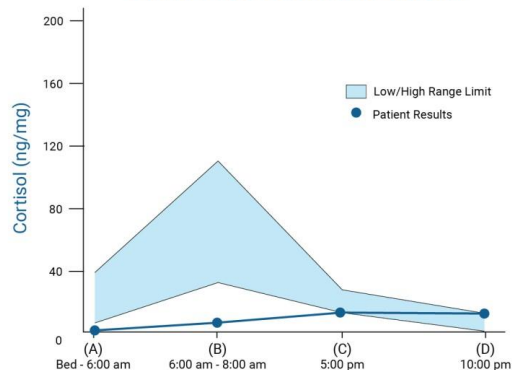 200
160
120
80
40
0
Cortisol (ng/mg)
Low/High Range Limit
Patient Results
(A)
Bed - 6:00 am
(B)
6:00 am - 8:00 am
(C)
5:00 pm
(D)
10:00 pm